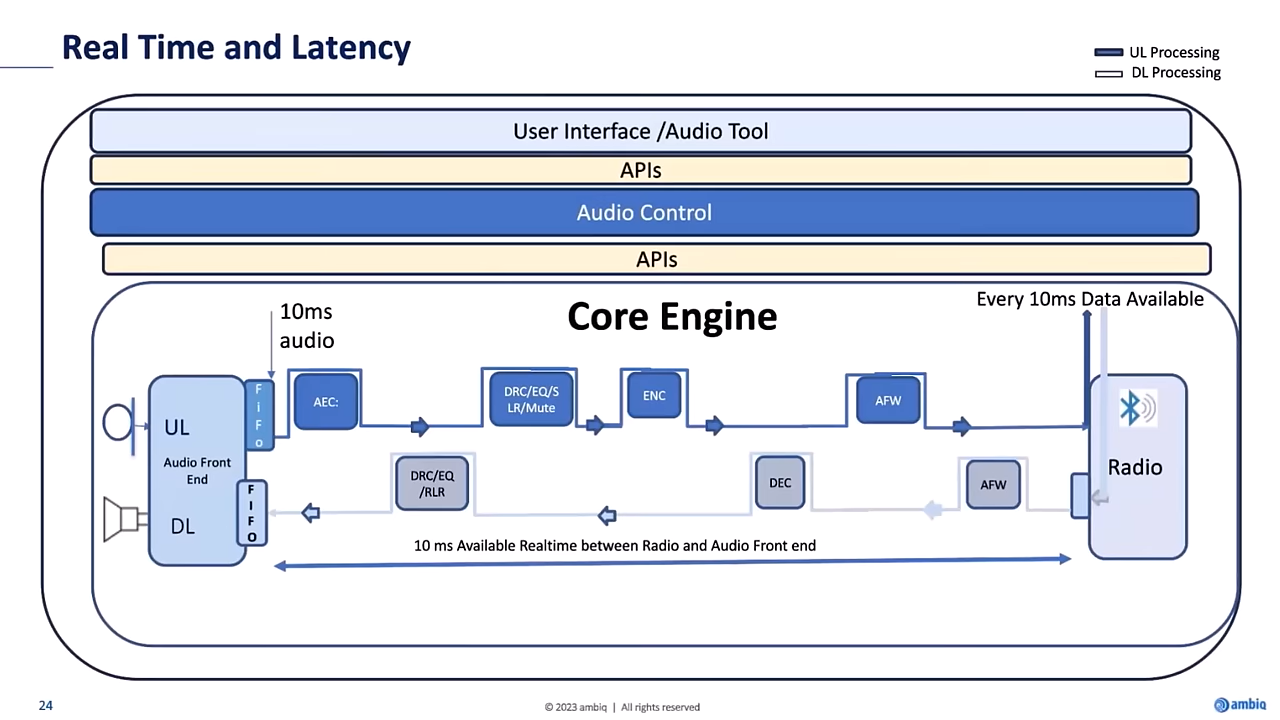 Real Time and Latency
UL Processing
DL Processing
User Interface /Audio Tool
APIs
Audio Control
APIs
Core Engine
Every 10ms Data Available
10ms
audio
F
i
F
o
AEC:
DRC/EQ/S
LR/Mute
ENC
AFW
UL
Audio Front
End
DL
F
I
F
O
DRC/EQ
/RLR
DEC
AFW
Radio
10 ms Available Realtime between Radio and Audio Front end
24
© 2023 ambiq | All rights reserved
ambiq